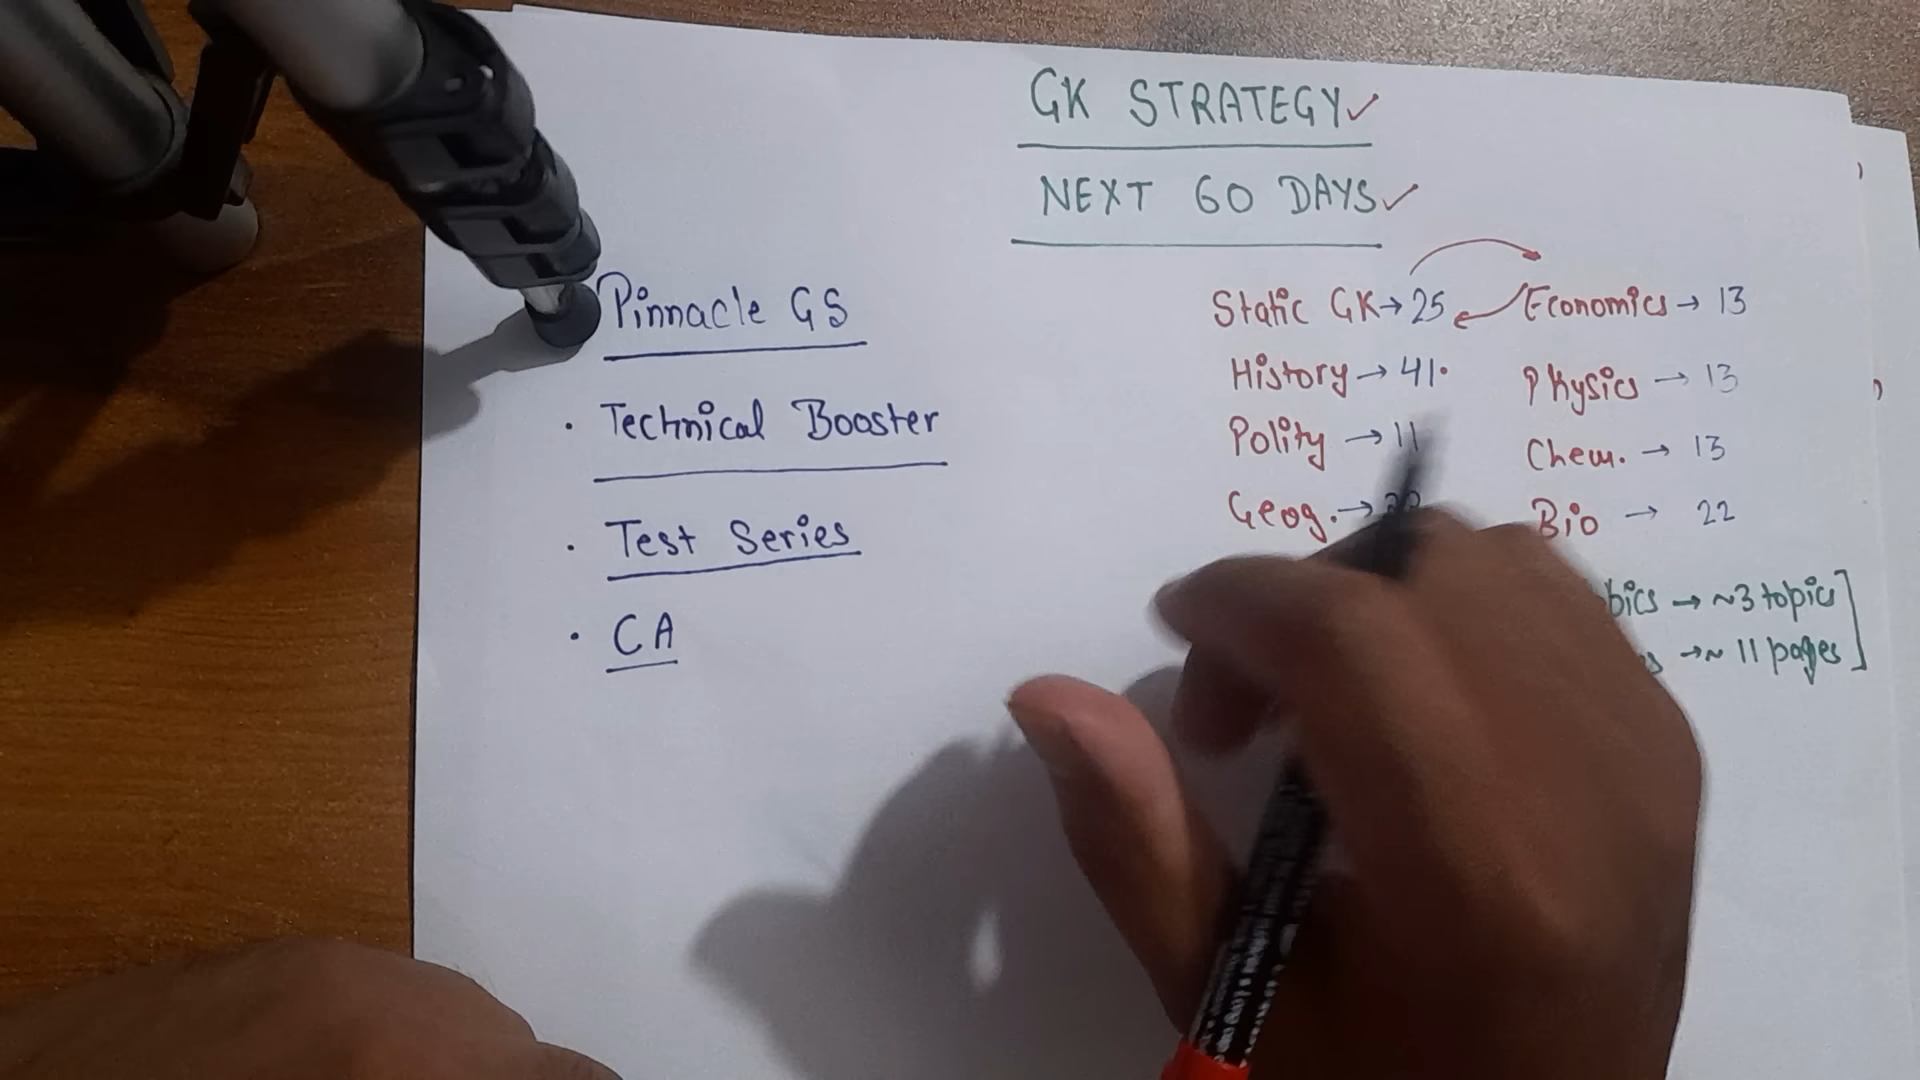 GK STRATEGY
NEXT 60 DAYS
Pinnacle GS
· Technical Booster
· Test Series
· CA
Static GK → 25
History → 41
Polity → 11
Geog. →
Economics → 13
Physics → 13
Chem. → 13
Bio → 22
→ ~3 topics]
→ ~ 11 pages]